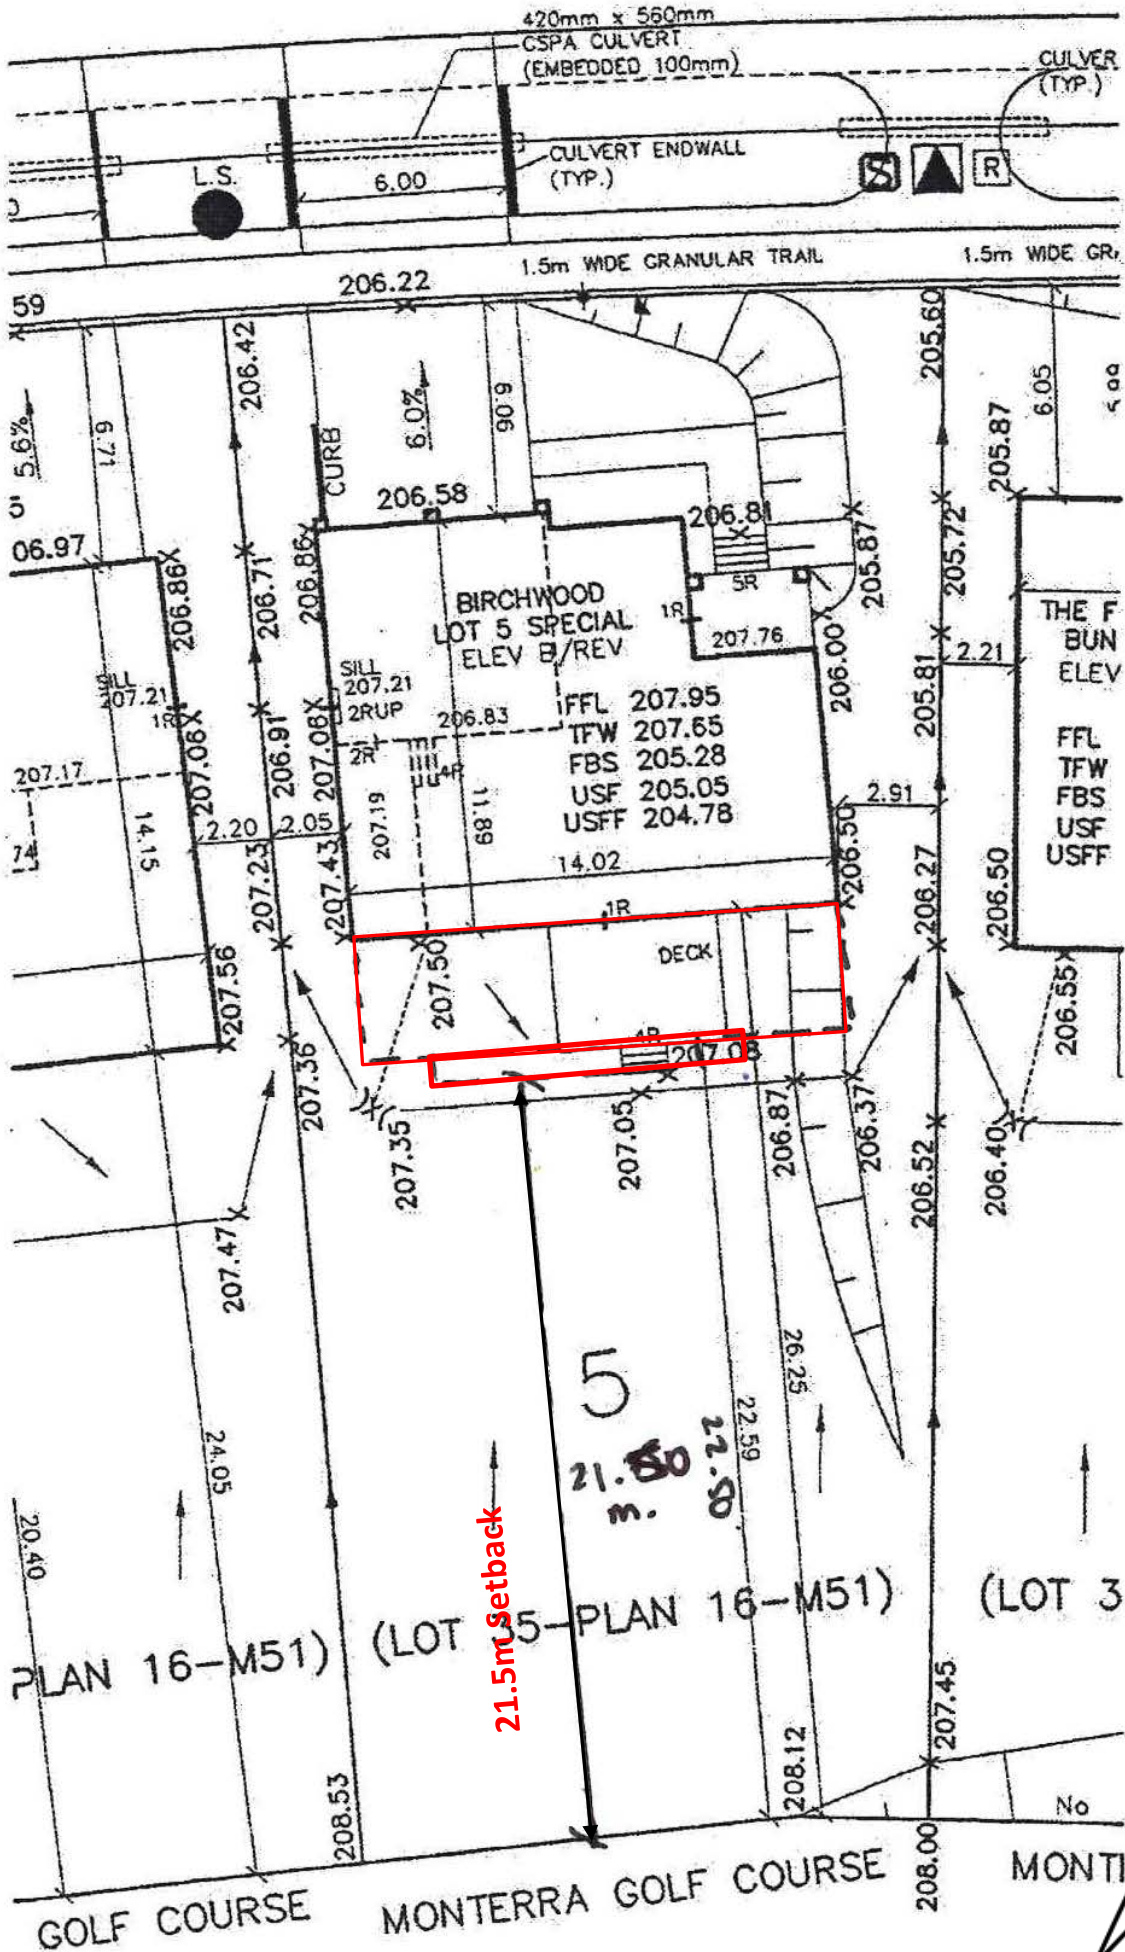 420mm x 560mm
CSPA CULVERT
(EMBEDDED 100mm)
CULVER
(TYP.)
CULVERT ENDWALL
(TYP.)
L.S.
6.00
S
R
1.5m WIDE GRANULAR TRAIL
1.5m WIDE GR
206.22
59
206.42
205.60
6.71
5.6%
CURB
6.0%
9.06
6.05
205.87
06.97
206.58
206.81
206.86
206.71
206.86
205.87
205.72
5R
1R
207.76
BIRCHWOOD
LOT 5 SPECIAL
ELEV B/REV
206.00
205.81
2.21
THE F
BUN
ELEV
SILL
207.21
1R
SILL
207.21
2RUP
206.83
2R
4R
FFL 207.95
TFW 207.65
FBS 205.28
USF 205.05
USFF 204.78
FFL
TFW
FBS
USF
USFF
207.17
207.06
206.91
207.08
74
14.15
2.20
2.05
207.19
11.89
2.91
14.02
207.23
207.43
206.50
206.27
206.50
1R
DECK
207.56
207.50
206.55
4R
207.08
207.36
207.35
207.05
206.87
206.37
206.52
206.40
207.47
5
26.25
22.59
22.8
24.05
m.
20.40
21.5m Setback
PLAN 16-M51)
(LOT 35-PLAN 16-M51)
(LOT 3
207.45
208.53
208.12
No
208.00
GOLF COURSE
MONTERRA GOLF COURSE
MONTE